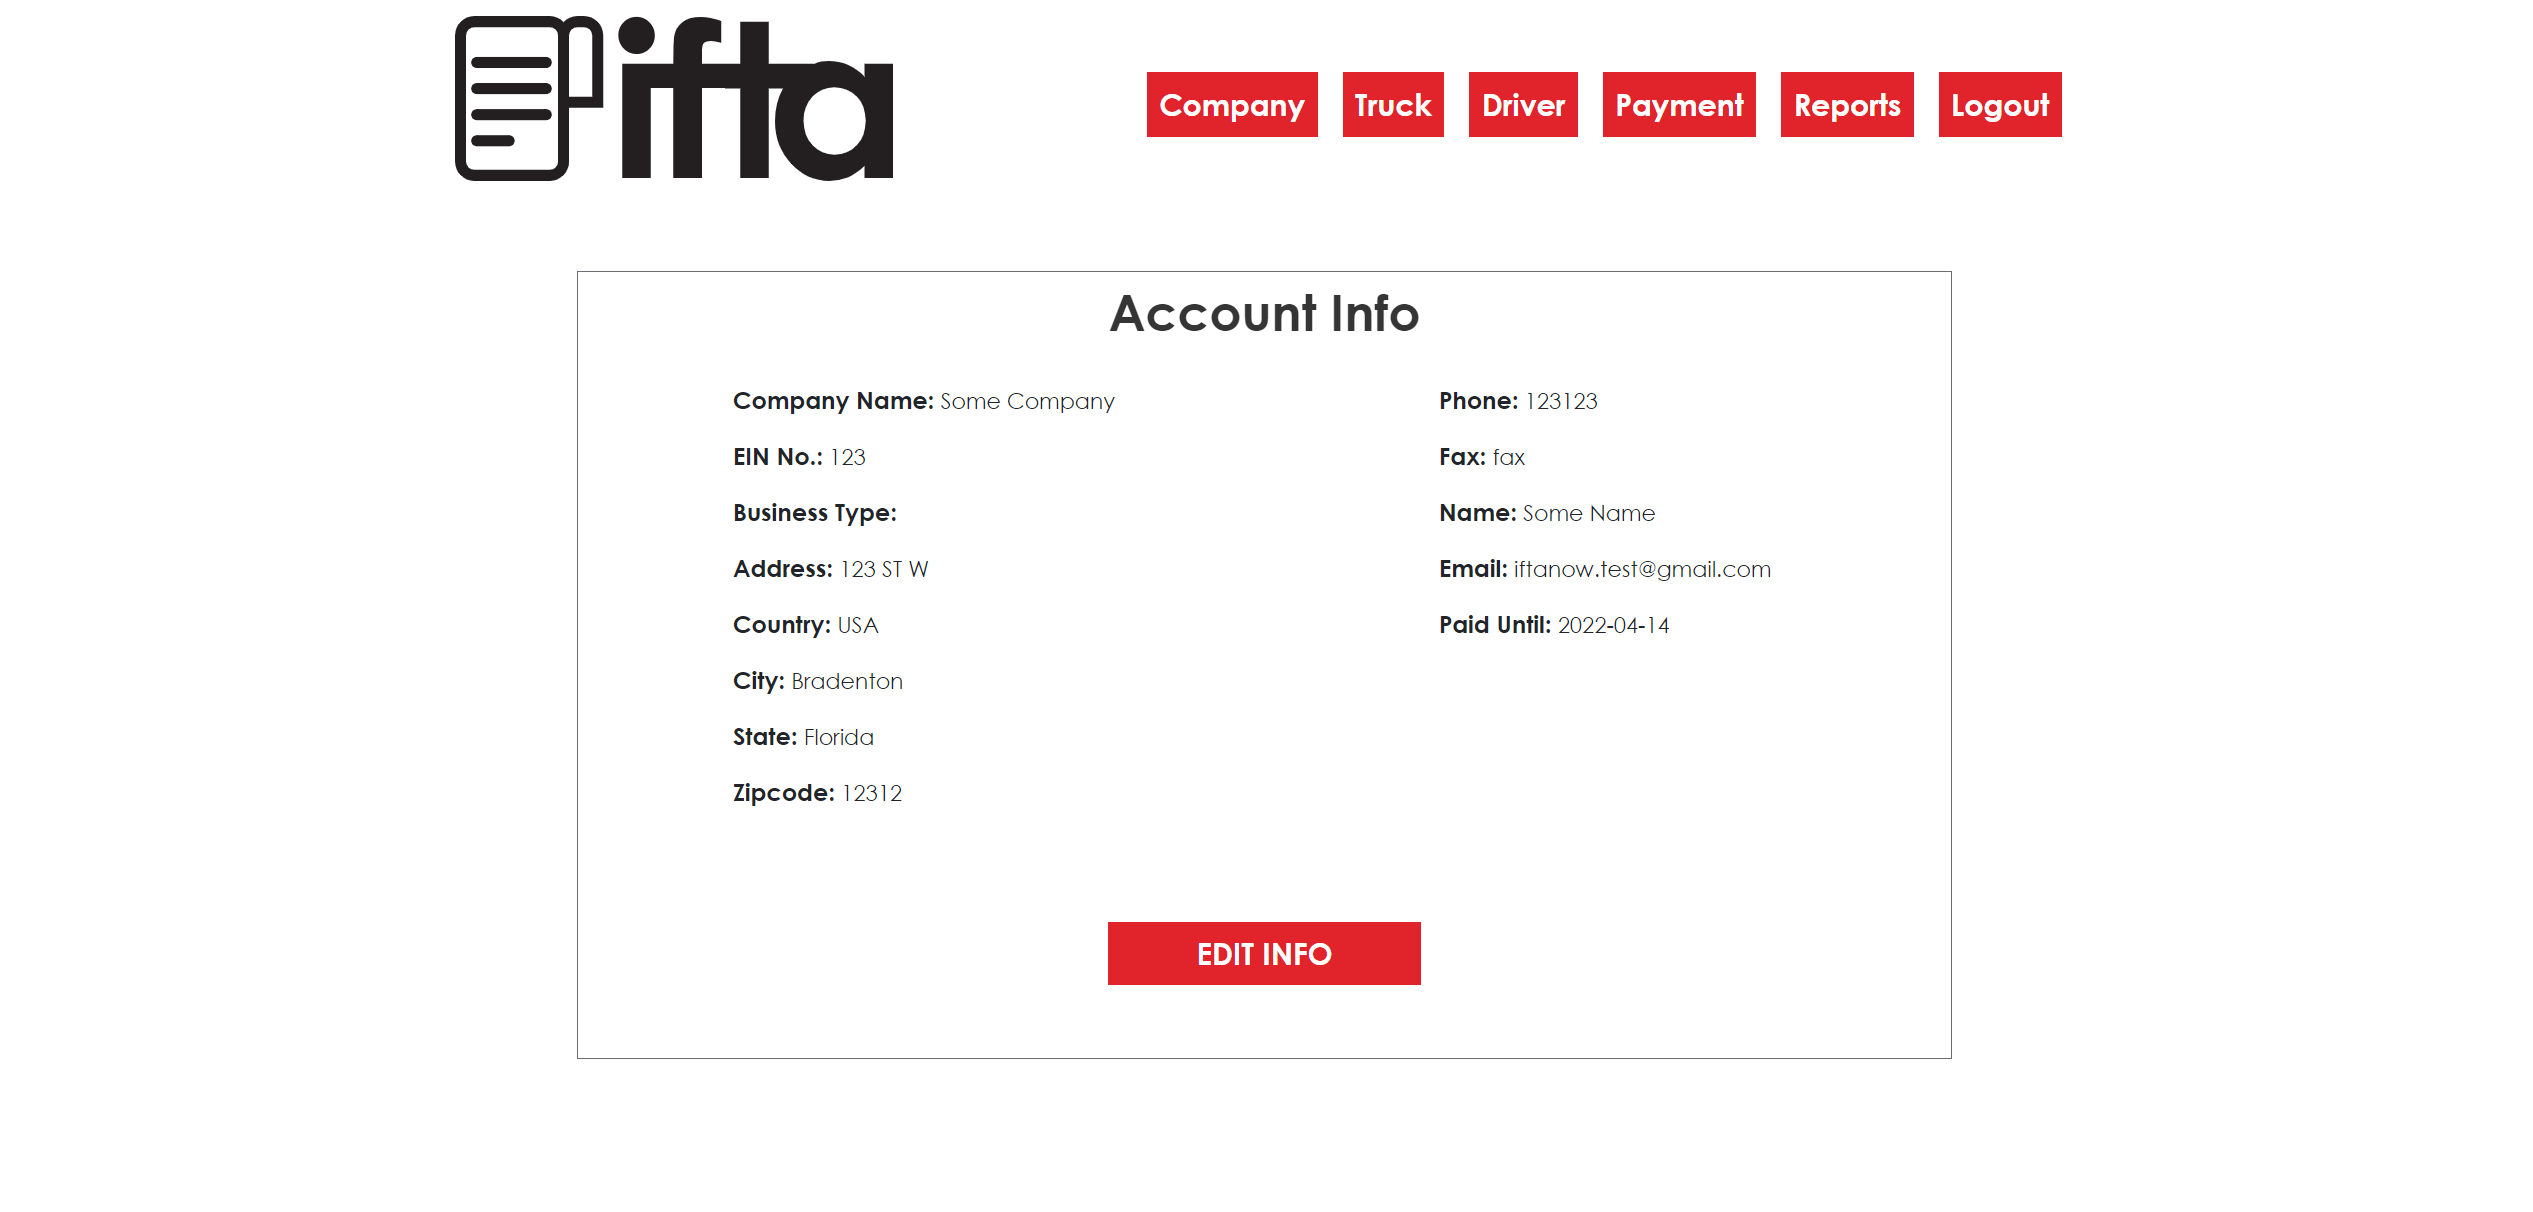 ifta
Company Truck Driver Payment Reports Logout
Account Info
Company Name: Some Company
EIN No.: 123
Business Type:
Address: 123 ST W
Country: USA
City: Bradenton
State: Florida
Zipcode: 12312
Phone: 123123
Fax: fax
Name: Some Name
Email: iftanow.test@gmail.com
Paid Until: 2022-04-14
EDIT INFO